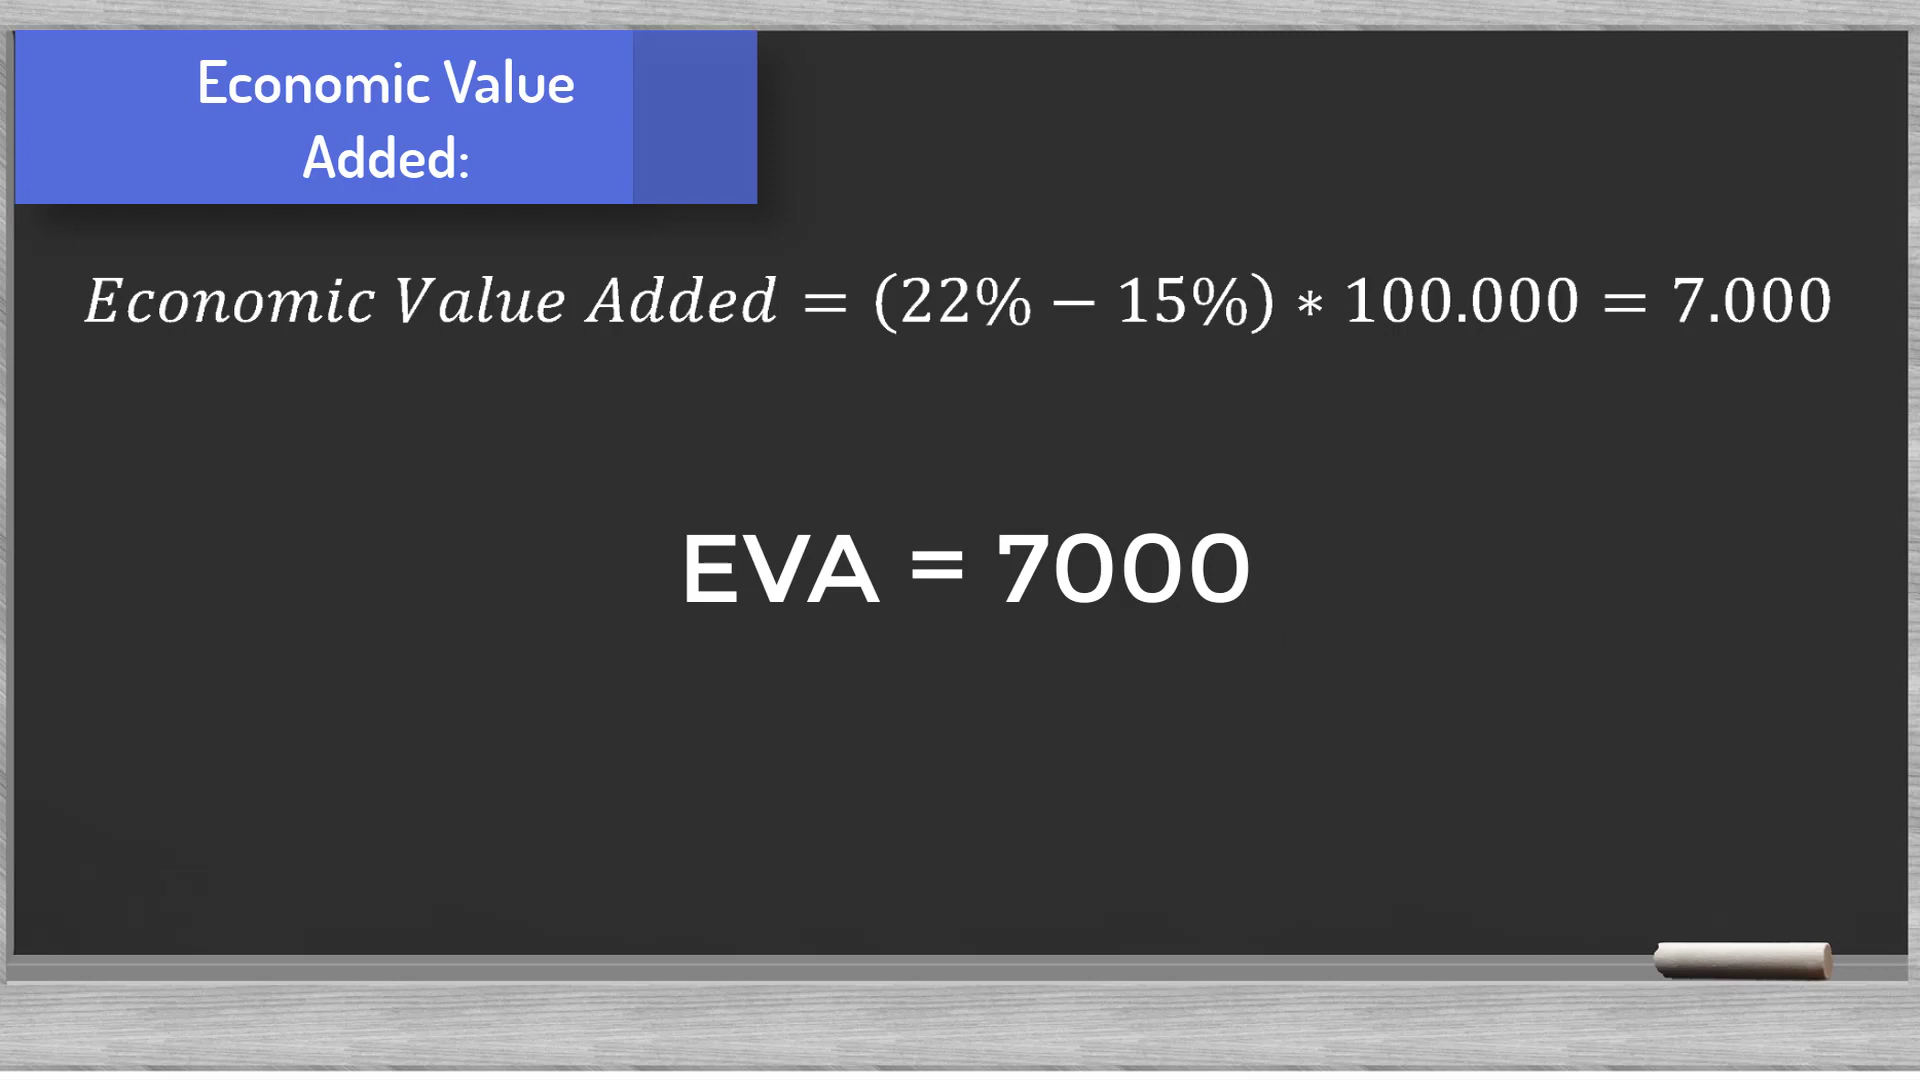 Economic Value
Added:
Economic Value Added = (22% − 15%) * 100.000 = 7.000
EVA = 7000